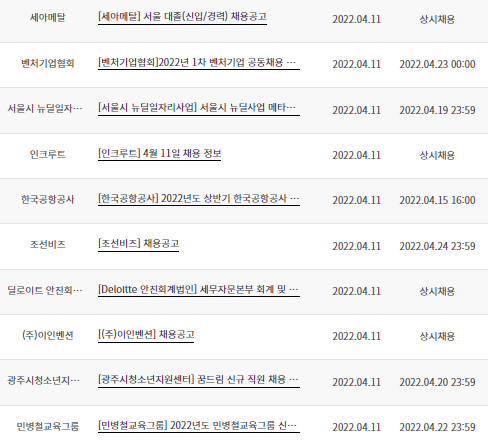 세아메탈 [세아메탈] 서울 대졸(신입/경력) 채용공고 2022.04.11 상시채용
벤처기업협회 [벤처기업협회]2022년 1차 벤처기업 공동채용 ··· 2022.04.11 2022.04.23 00:00
서울시 뉴딜일자··· [서울시 뉴딜일자리사업] 서울시 뉴딜사업 메타··· 2022.04.11 2022.04.19 23:59
인크루트 [인크루트] 4월 11일 채용 정보 2022.04.11 상시채용
한국공항공사 [한국공항공사] 2022년도 상반기 한국공항공사 ··· 2022.04.11 2022.04.15 16:00
조선비즈 [조선비즈] 채용공고 2022.04.11 2022.04.24 23:59
딜로이트 안진회··· [Deloitte 안진회계법인] 세무자문본부 회계 및 ··· 2022.04.11 상시채용
(주)이인벤션 [(주)이인벤션] 채용공고 2022.04.11 상시채용
광주시청소년지··· [광주시청소년지원센터] 꿈드림 신규 직원 채용 ··· 2022.04.11 2022.04.20 23:59
민병철교육그룹 [민병철교육그룹] 2022년도 민병철교육그룹 신··· 2022.04.11 2022.04.22 23:59